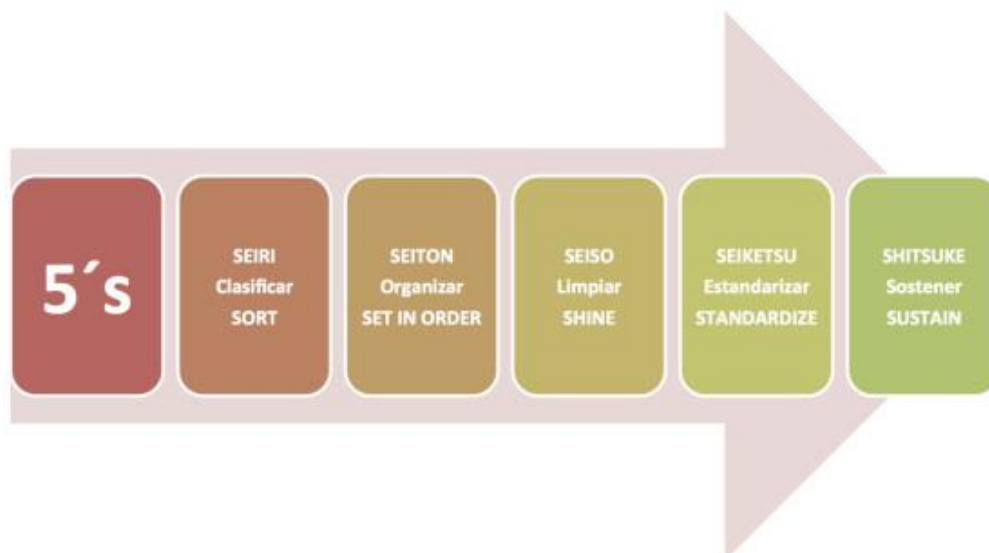 5´s
SEIRI
Clasificar
SORT
SEITON
Organizar
SET IN ORDER
SEISO
Limpiar
SHINE
SEIKETSU
Estandarizar
STANDARDIZE
SHITSUKE
Sostener
SUSTAIN